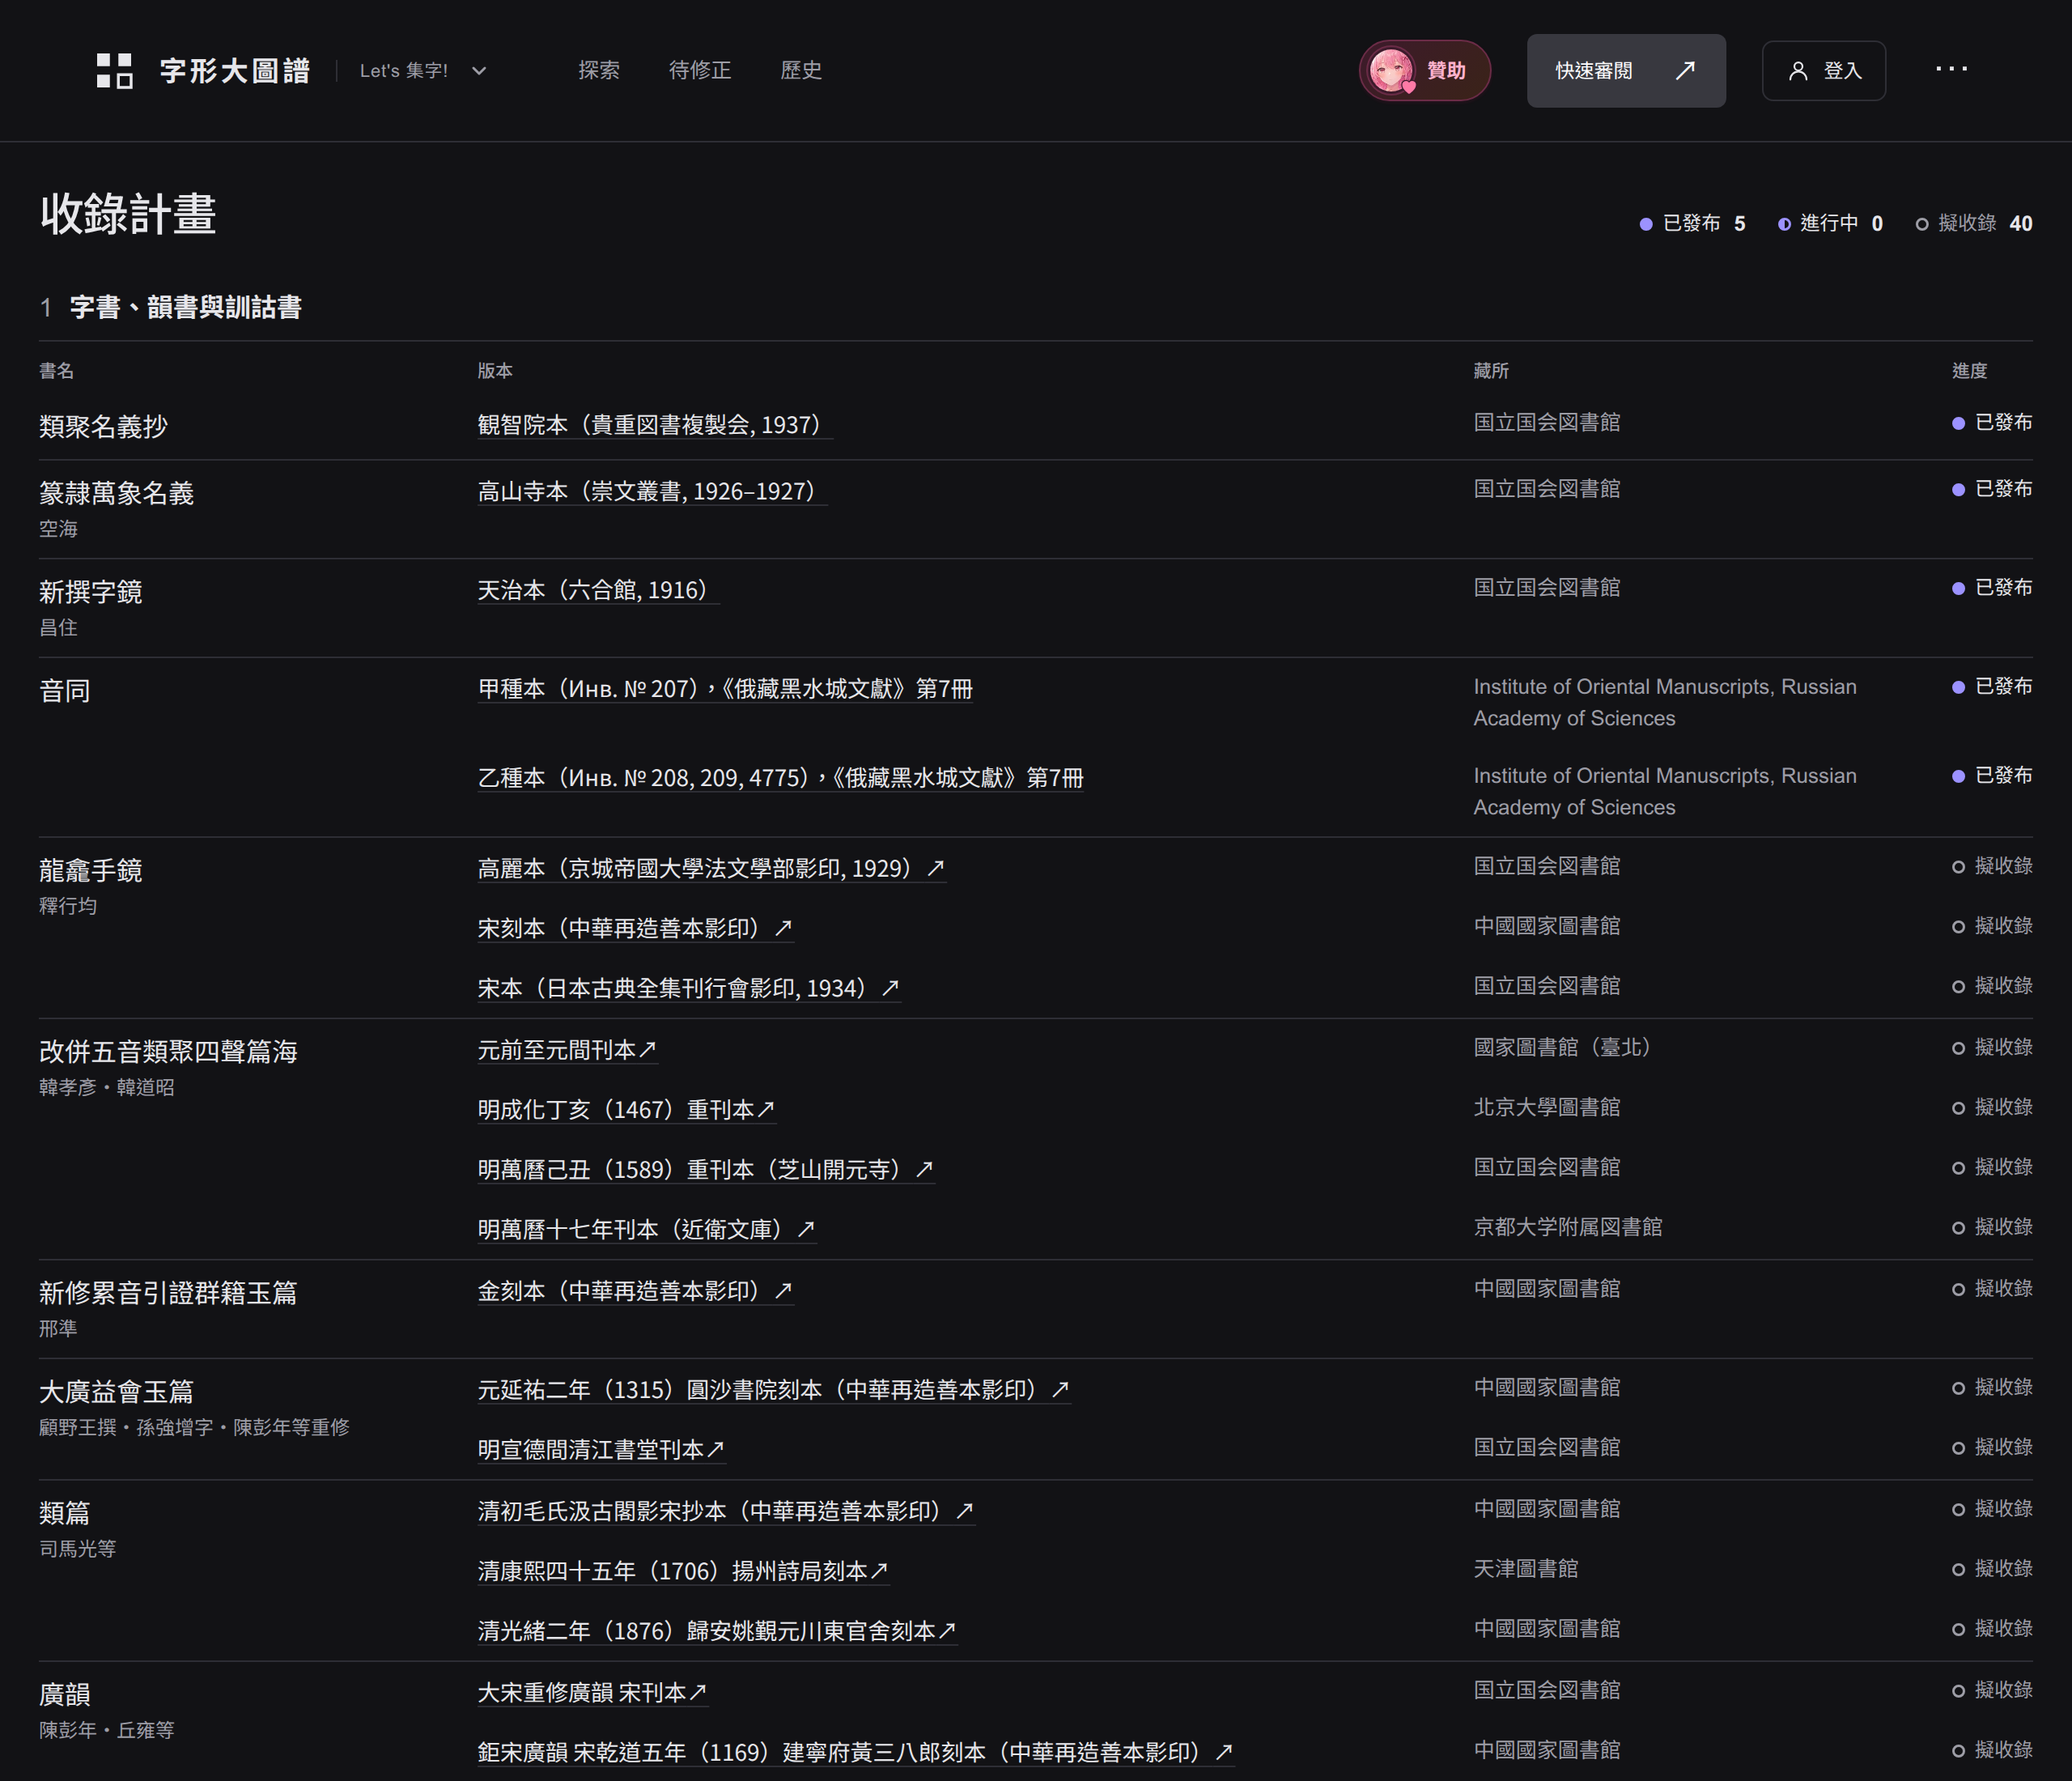 字形大圖譜 Let's 集字! 探索 待修正 歷史 贊助 快速審閱 ↗ 登入 ···
收錄計畫
已發布 5 進行中 0 擬收錄 40
1 字書、韻書與訓詁書
書名 版本 藏所 進度
類聚名義抄 観智院本（貴重図書複製会, 1937） 国立国会図書館 已發布
篆隷萬象名義 高山寺本（崇文叢書, 1926–1927） 国立国会図書館 已發布
空海
新撰字鏡 天治本（六合館, 1916） 国立国会図書館 已發布
昌住
音同 甲種本（Инв. № 207），《俄藏黑水城文獻》第7冊 Institute of Oriental Manuscripts, Russian 已發布
Academy of Sciences
乙種本（Инв. № 208, 209, 4775），《俄藏黑水城文獻》第7冊 Institute of Oriental Manuscripts, Russian 已發布
Academy of Sciences
龍龕手鏡 高麗本（京城帝國大學法文學部影印, 1929）↗ 国立国会図書館 擬收錄
釋行均
宋刻本（中華再造善本影印）↗ 中國國家圖書館 擬收錄
宋本（日本古典全集刊行會影印, 1934）↗ 国立国会図書館 擬收錄
改併五音類聚四聲篇海 元前至元間刊本↗ 國家圖書館（臺北） 擬收錄
韓孝彥・韓道昭
明成化丁亥（1467）重刊本↗ 北京大學圖書館 擬收錄
明萬曆己丑（1589）重刊本（芝山開元寺）↗ 国立国会図書館 擬收錄
明萬曆十七年刊本（近衛文庫）↗ 京都大学附属図書館 擬收錄
新修累音引證群籍玉篇 金刻本（中華再造善本影印）↗ 中國國家圖書館 擬收錄
邢準
大廣益會玉篇 元延祐二年（1315）圓沙書院刻本（中華再造善本影印）↗ 中國國家圖書館 擬收錄
顧野王撰・孫強增字・陳彭年等重修
明宣德間清江書堂刊本↗ 国立国会図書館 擬收錄
類篇 清初毛氏汲古閣影宋抄本（中華再造善本影印）↗ 中國國家圖書館 擬收錄
司馬光等
清康熙四十五年（1706）揚州詩局刻本↗ 天津圖書館 擬收錄
清光緒二年（1876）歸安姚覲元川東官舍刻本↗ 中國國家圖書館 擬收錄
廣韻 大宋重修廣韻 宋刊本↗ 国立国会図書館 擬收錄
陳彭年・丘雍等
鉅宋廣韻 宋乾道五年（1169）建寧府黃三八郎刻本（中華再造善本影印）↗ 中國國家圖書館 擬收錄